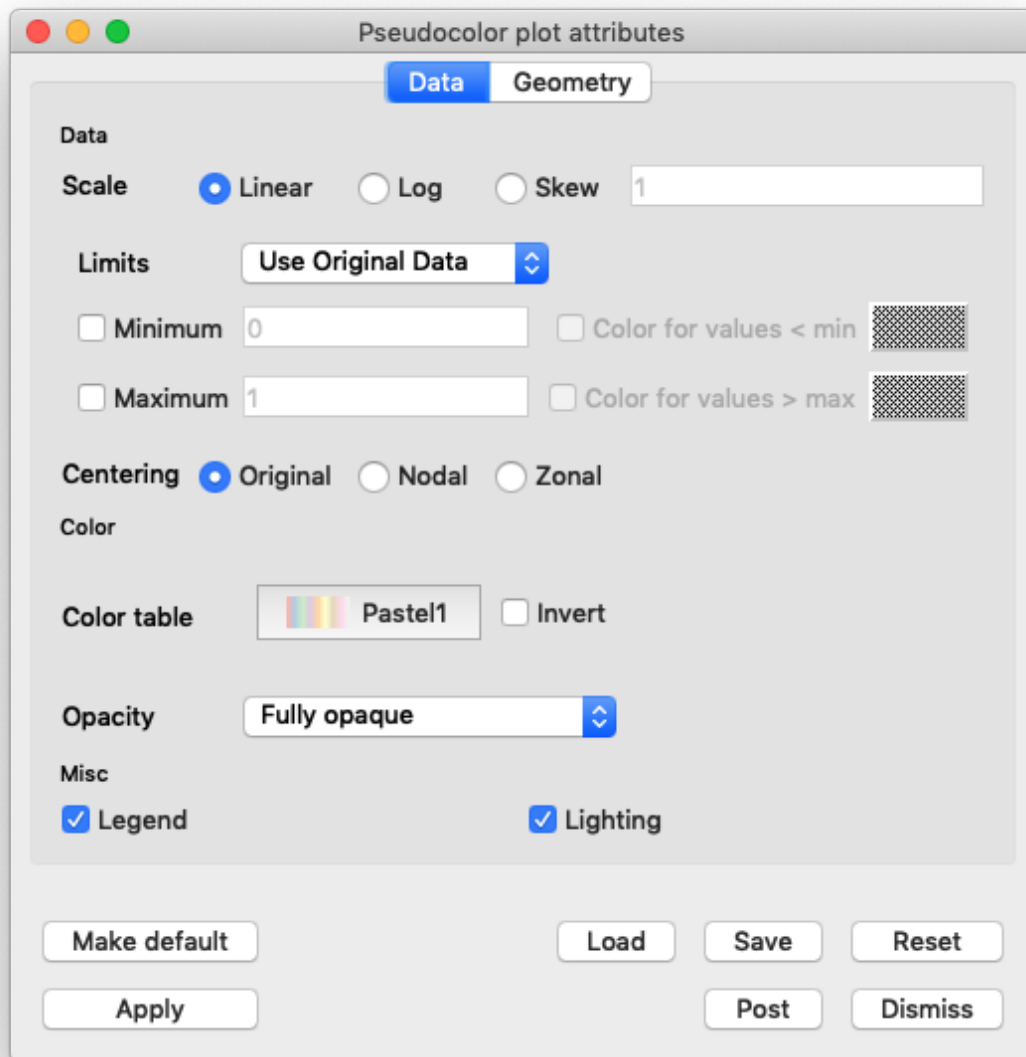 Pseudocolor plot attributes
Data Geometry
Data
Scale Linear Log Skew 1
Limits Use Original Data
Minimum 0 Color for values < min
Maximum 1 Color for values > max
Centering Original Nodal Zonal
Color
Color table Pastel1 Invert
Opacity Fully opaque
Misc
Legend Lighting
Make default Load Save Reset
Apply Post Dismiss